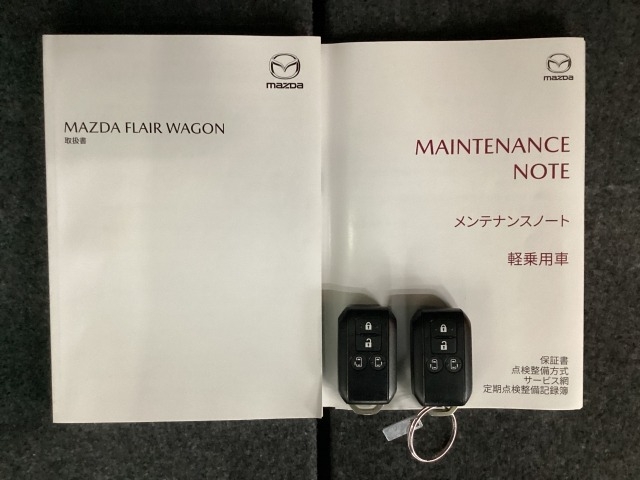 mazda
MAZDA FLAIR WAGON
取扱書
mazda
MAINTENANCE
NOTE
メンテナンスノート
軽乗用車
保証書
点検整備方式
サービス網
定期点検整備記録簿